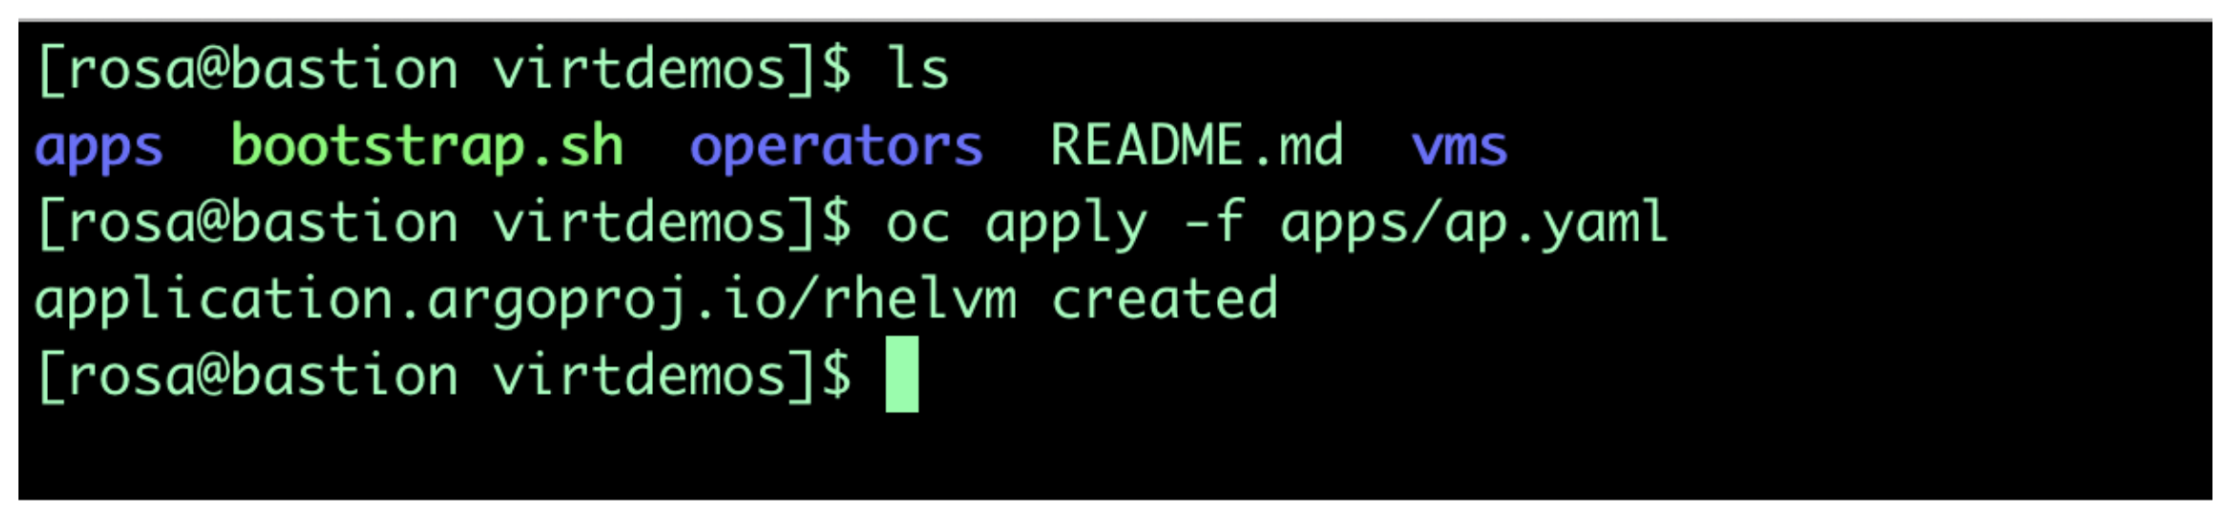 [rosa@bastion virtdemos]$ ls
apps  bootstrap.sh  operators  README.md  vms
[rosa@bastion virtdemos]$ oc apply -f apps/ap.yaml
application.argoproj.io/rhelvm created
[rosa@bastion virtdemos]$